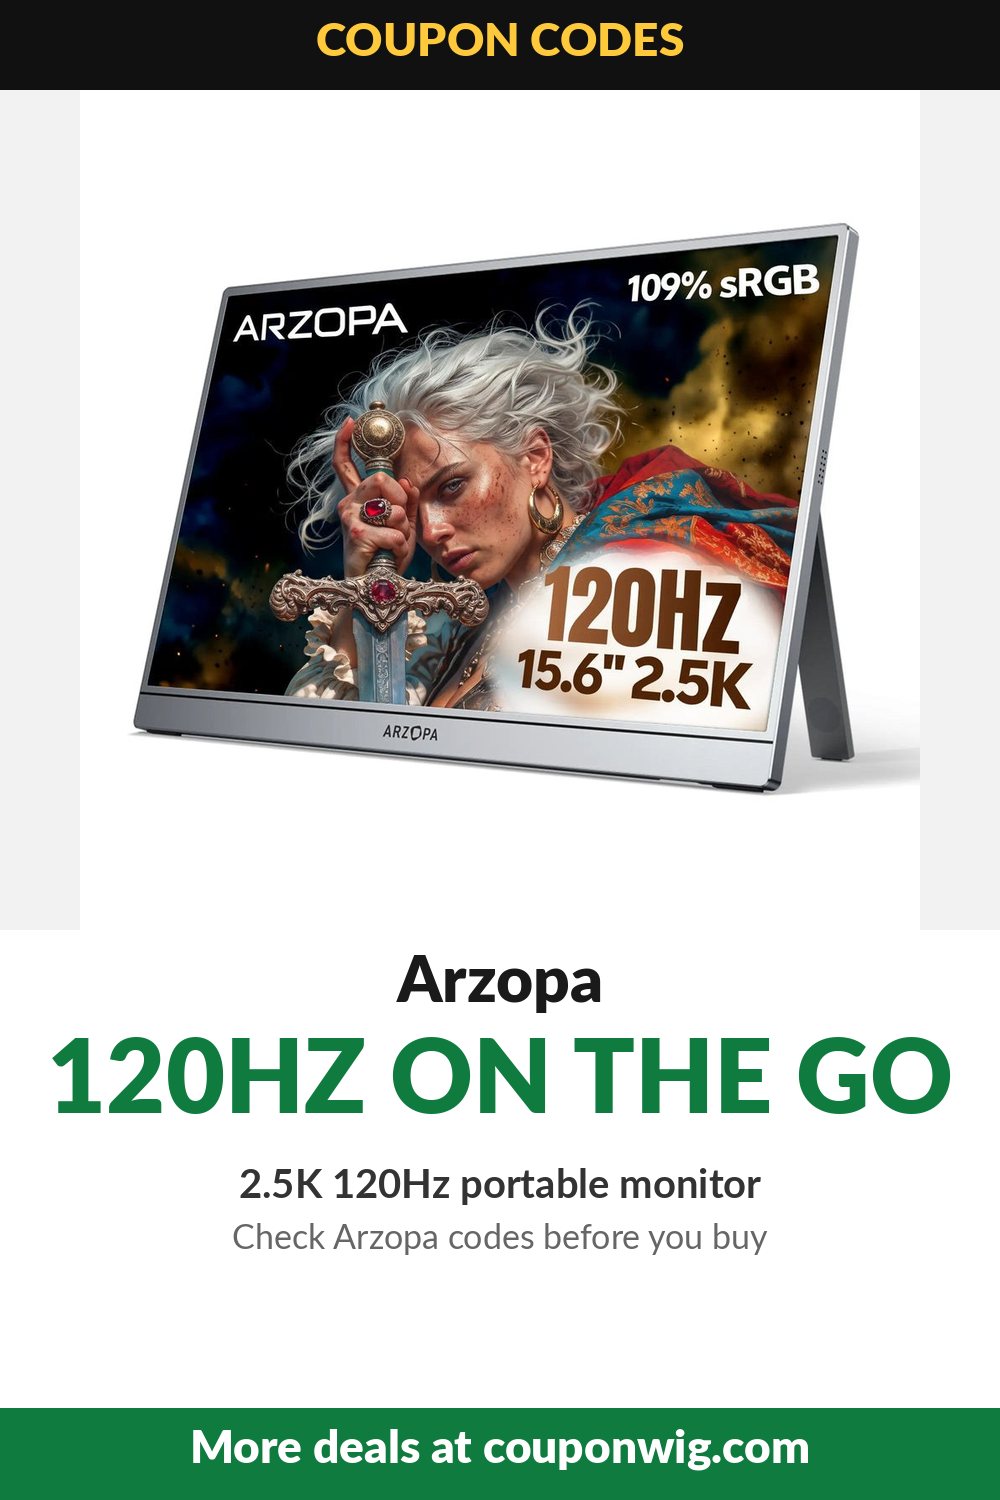 COUPON CODES
109% sRGB
ARZOPA
120Hz
15.6" 2.5K
ARZOPA
Arzopa
120HZ ON THE GO
2.5K 120Hz portable monitor
Check Arzopa codes before you buy
More deals at couponwig.com